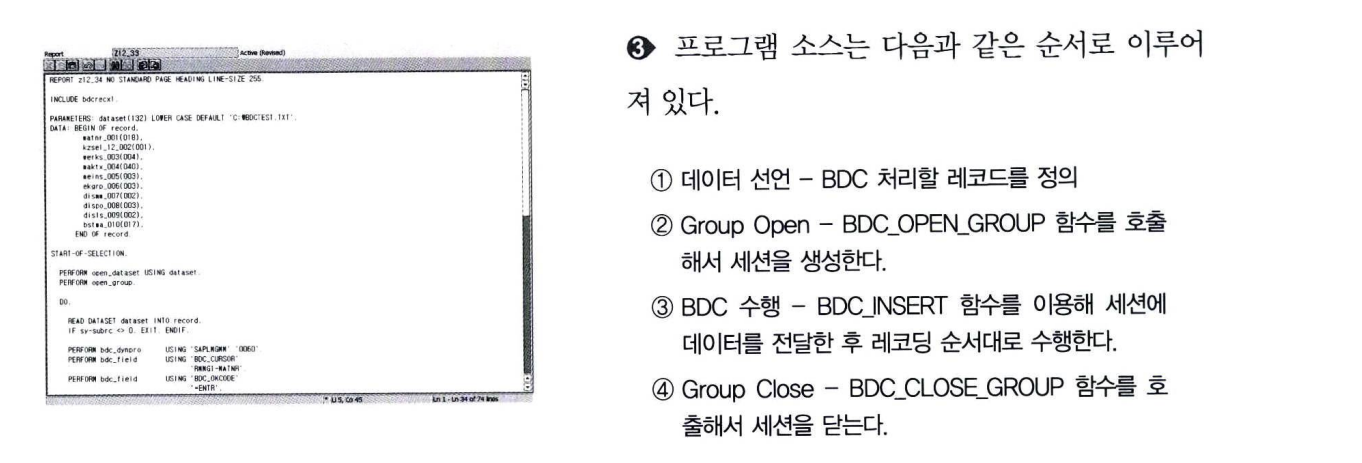 Report Z12_33 Active (Revised)
REPORT z12_34 NO STANDARD PAGE HEADING LINE-SIZE 255.
INCLUDE bdcrecx1.
PARAMETERS: dataset(132) LOWER CASE DEFAULT 'C:₩BDCTEST.TXT'.
DATA: BEGIN OF record,
matnr_001(018),
kzsel_12_002(001),
werks_003(004),
maktx_004(040),
meins_005(003),
ekgrp_006(003),
dismm_007(002),
dispo_008(003),
disls_009(002),
bstma_010(017),
END OF record.
START-OF-SELECTION.
PERFORM open_dataset USING dataset.
PERFORM open_group.
DO.
READ DATASET dataset INTO record.
IF sy-subrc <> 0. EXIT. ENDIF.
PERFORM bdc_dynpro USING 'SAPLMGMM' '0060'
PERFORM bdc_field USING 'BDC_CURSOR'
'RMMG1-MATNR'
PERFORM bdc_field USING 'BDC_OKCODE'
'=ENTR'.
* Li 5, Co 45 Ln 1 - Ln 34 of 74 lines
❸ 프로그램 소스는 다음과 같은 순서로 이루어
져 있다.
① 데이터 선언 – BDC 처리할 레코드를 정의
② Group Open – BDC_OPEN_GROUP 함수를 호출
해서 세션을 생성한다.
③ BDC 수행 – BDC_INSERT 함수를 이용해 세션에
데이터를 전달한 후 레코딩 순서대로 수행한다.
④ Group Close – BDC_CLOSE_GROUP 함수를 호
출해서 세션을 닫는다.